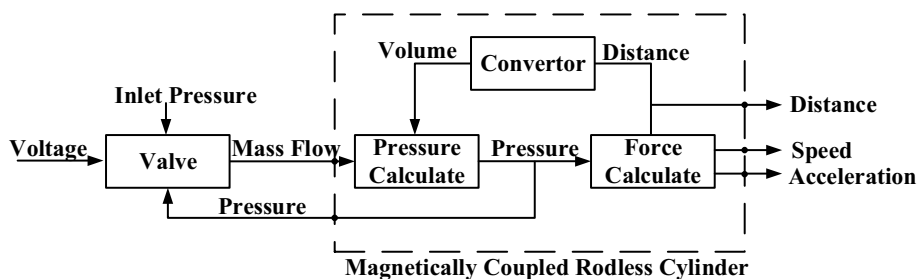 Volume
Convertor
Distance
Inlet Pressure
Distance
Voltage
Valve
Mass Flow
Pressure
Calculate
Pressure
Force
Calculate
Speed
Acceleration
Pressure
Magnetically Coupled Rodless Cylinder